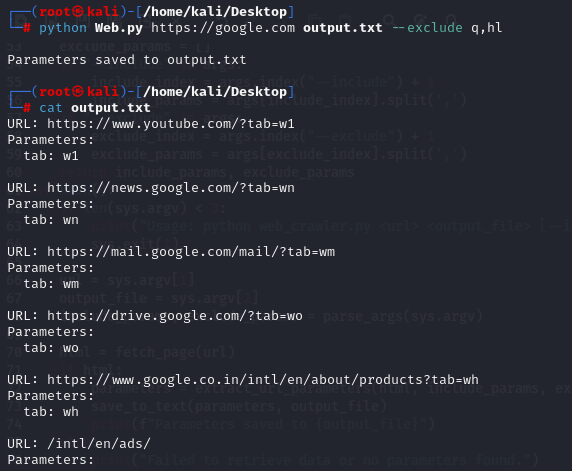 ┌──(root㉿kali)-[/home/kali/Desktop]
└─# python Web.py https://google.com output.txt --exclude q,hl
Parameters saved to output.txt
┌──(root㉿kali)-[/home/kali/Desktop]
└─# cat output.txt
URL: https://www.youtube.com/?tab=w1
Parameters:
  tab: w1
URL: https://news.google.com/?tab=wn
Parameters:
  tab: wn
URL: https://mail.google.com/mail/?tab=wm
Parameters:
  tab: wm
URL: https://drive.google.com/?tab=wo
Parameters:
  tab: wo
URL: https://www.google.co.in/intl/en/about/products?tab=wh
Parameters:
  tab: wh
URL: /intl/en/ads/
Parameters: